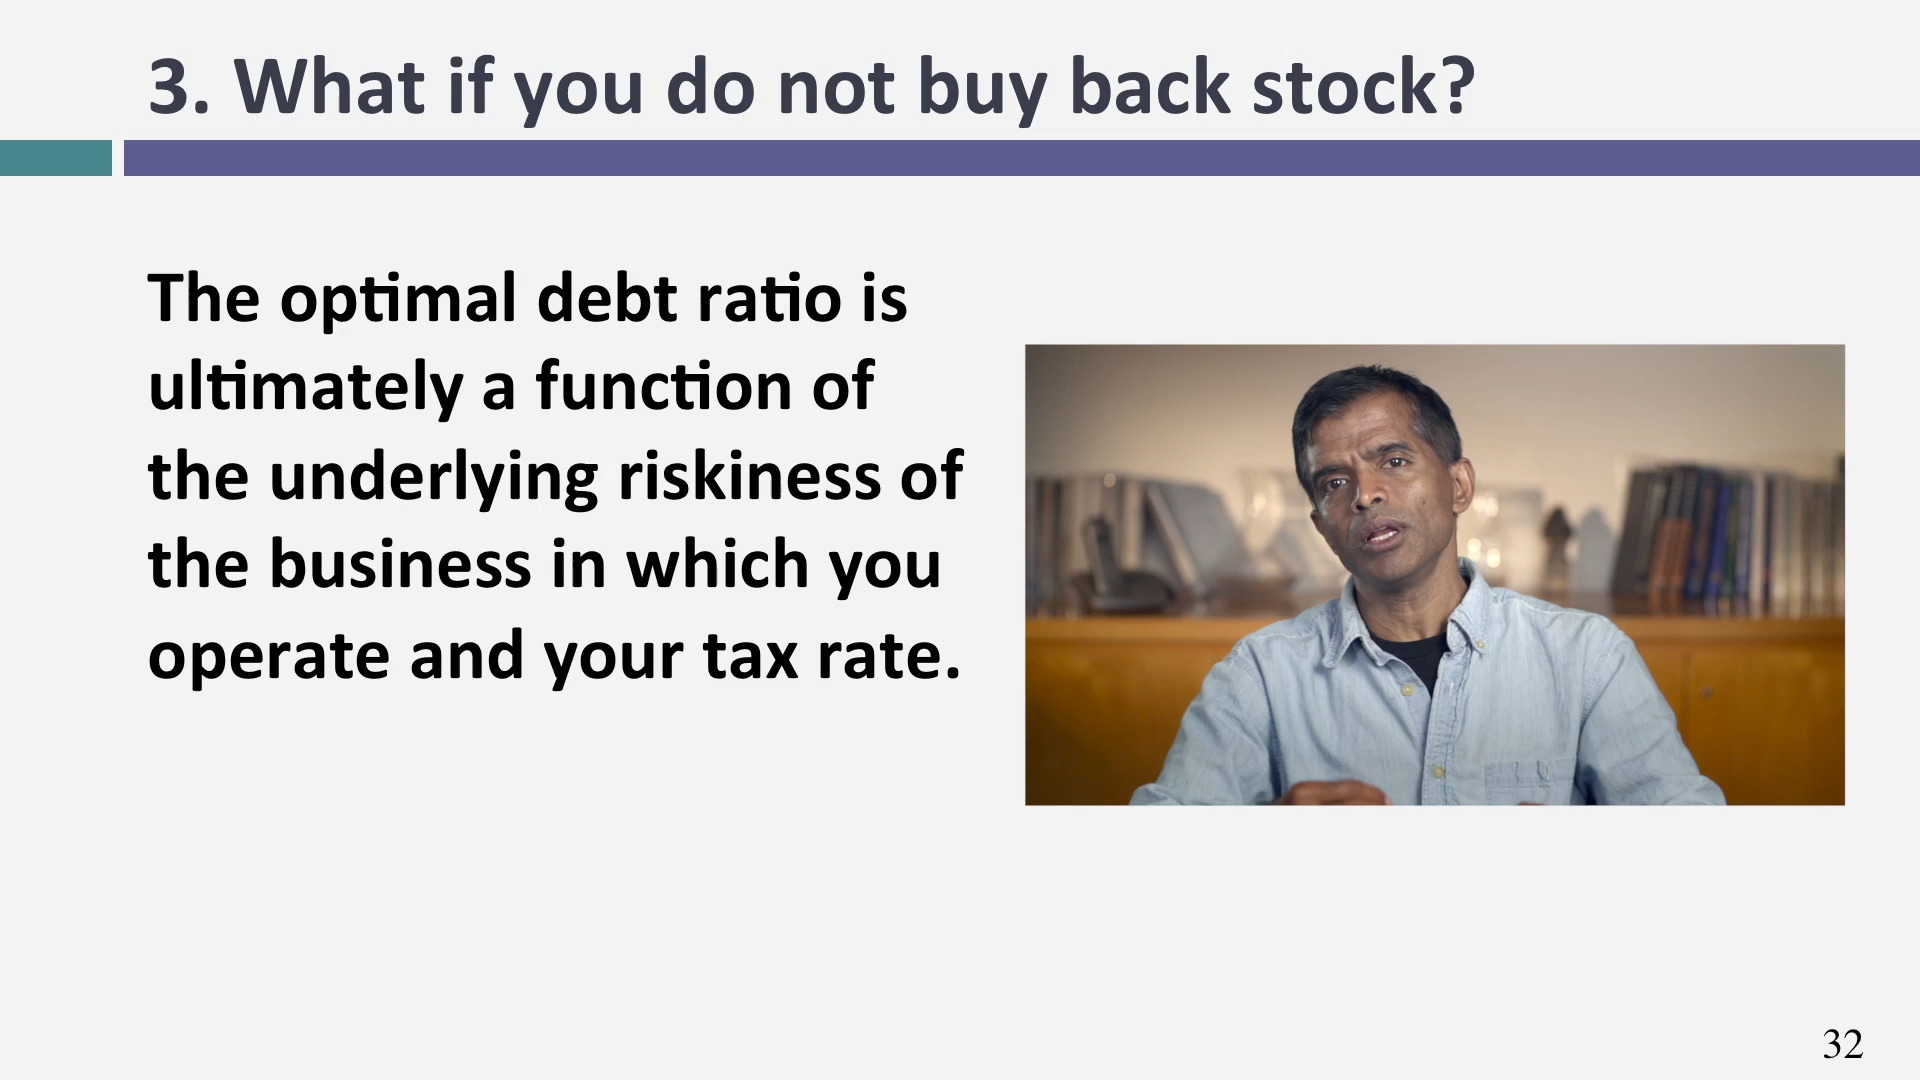 3. What if you do not buy back stock?
The optimal debt ratio is
ultimately a function of
the underlying riskiness of
the business in which you
operate and your tax rate.
32